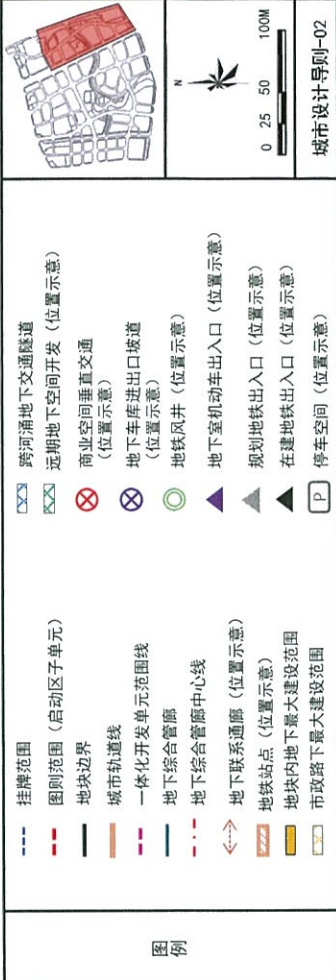 图例
挂牌范围
图则范围（启动区子单元）
地块边界
城市轨道线
一体化开发单元范围线
地下综合管廊
地下综合管廊中心线
地下联系通廊（位置示意）
地铁站点（位置示意）
地块内地下最大建设范围
市政路下最大建设范围
跨河涌地下交通隧道
远期地下空间开发（位置示意）
商业空间垂直交通
（位置示意）
地下车库进出口坡道
（位置示意）
地铁风井（位置示意）
地下室机动车出入口（位置示意）
规划地铁出入口（位置示意）
在建地铁出入口（位置示意）
P 停车空间（位置示意）
N
0 25 50 100M
城市设计导则-02